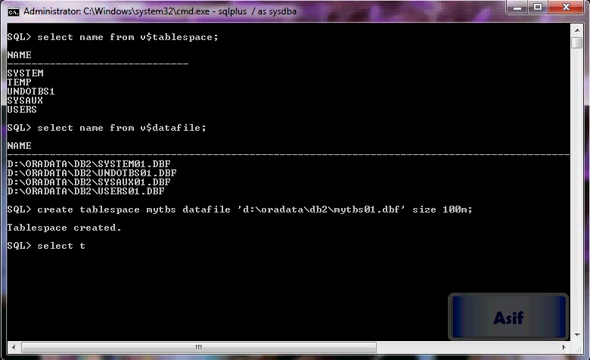 Administrator: C:\Windows\system32\cmd.exe - sqlplus / as sysdba
SQL> select name from v$tablespace;
NAME
------------------------------
SYSTEM
TEMP
UNDOTBS1
SYSAUX
USERS
SQL> select name from v$datafile;
NAME
--------------------------------------------------------------------------------
D:\ORADATA\DB2\SYSTEM01.DBF
D:\ORADATA\DB2\UNDOTBS01.DBF
D:\ORADATA\DB2\SYSAUX01.DBF
D:\ORADATA\DB2\USERS01.DBF
SQL> create tablespace mytbs datafile 'd:\oradata\db2\mytbs01.dbf' size 100m;
Tablespace created.
SQL> select t
Asif